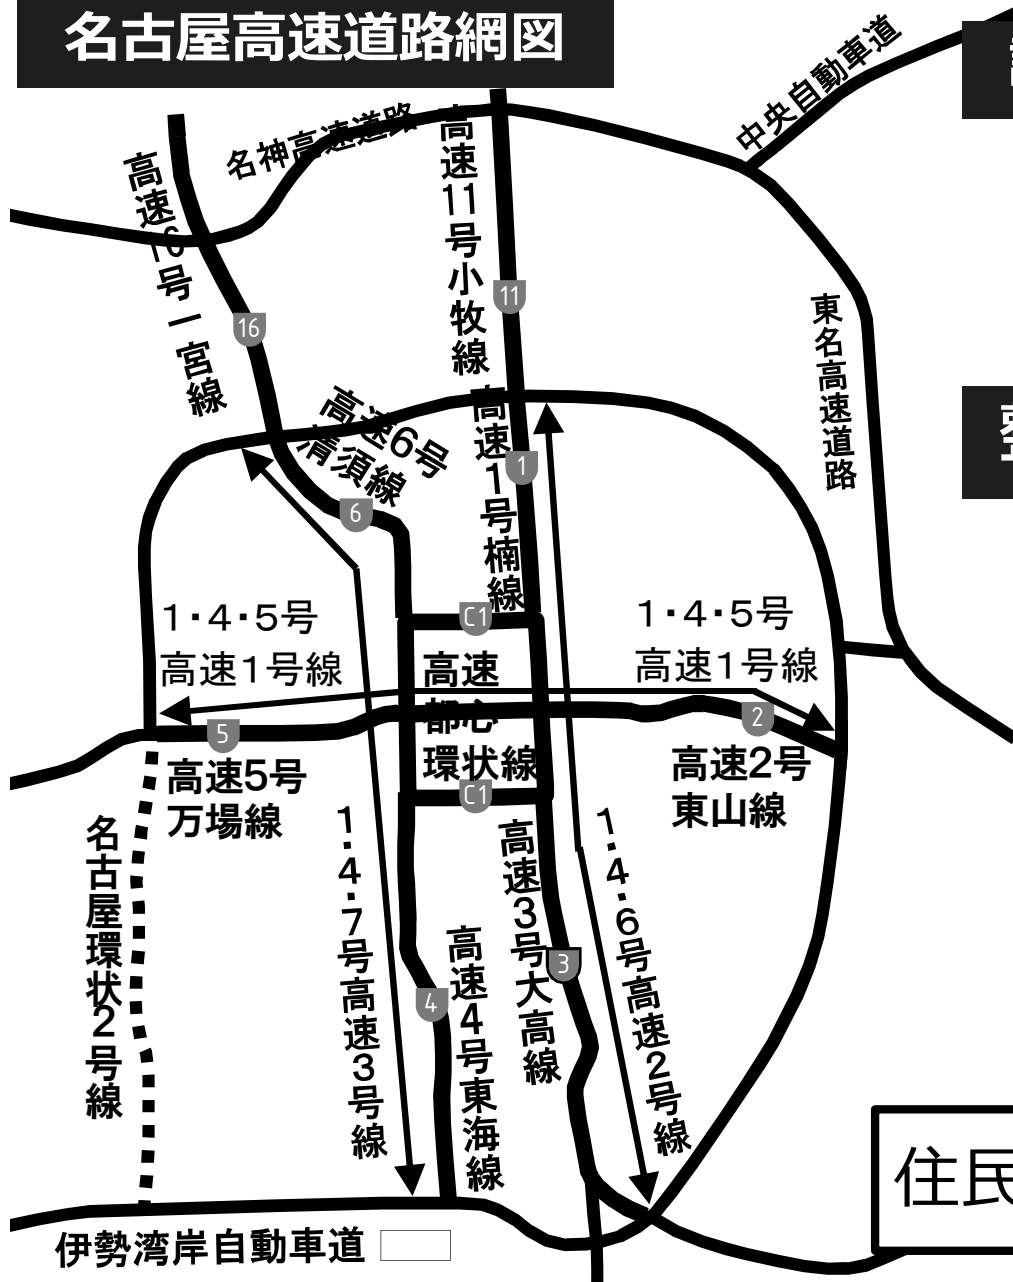 名古屋高速道路網図
中央自動車道
名神高速道路
高速11号小牧線
高速16号一宮線
11
16
東名高速道路
高速6号
清須線
高速1号楠線
1
6
1・4・5号
高速1号線
1・4・5号
高速1号線
C1
高速
都心
環状線
C1
5
高速5号
万場線
2
高速2号
東山線
名古屋環状2号線
1・4・7号高速3号線
高速4号東海線
4
高速3号大高線
3
1・4・6号高速2号線
伊勢湾岸自動車道
住民